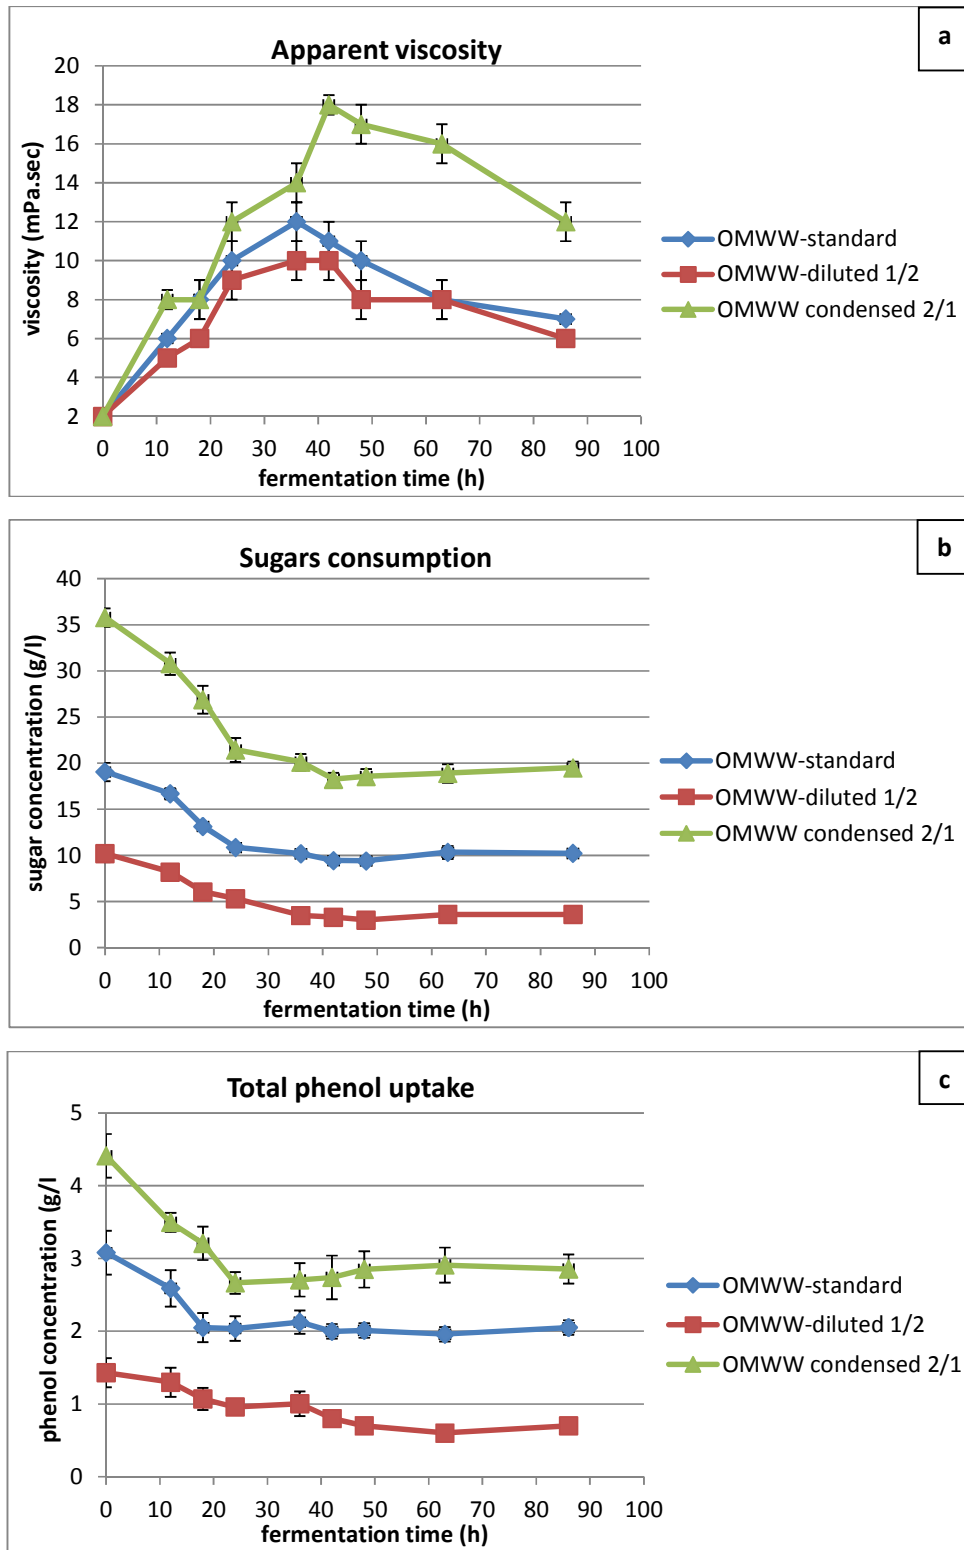 a
Apparent viscosity
viscosity (mPa.sec)
20
18
16
14
12
10
8
6
4
2
0 10 20 30 40 50 60 70 80 90 100
fermentation time (h)
OMWW-standard
OMWW-diluted 1/2
OMWW condensed 2/1
b
Sugars consumption
sugar concentration (g/l)
40
35
30
25
20
15
10
5
0
0 10 20 30 40 50 60 70 80 90 100
fermentation time (h)
OMWW-standard
OMWW-diluted 1/2
OMWW condensed 2/1
c
Total phenol uptake
phenol concentration (g/l
5
4
3
2
1
0
0 10 20 30 40 50 60 70 80 90 100
fermentation time (h)
OMWW-standard
OMWW-diluted 1/2
OMWW condensed 2/1